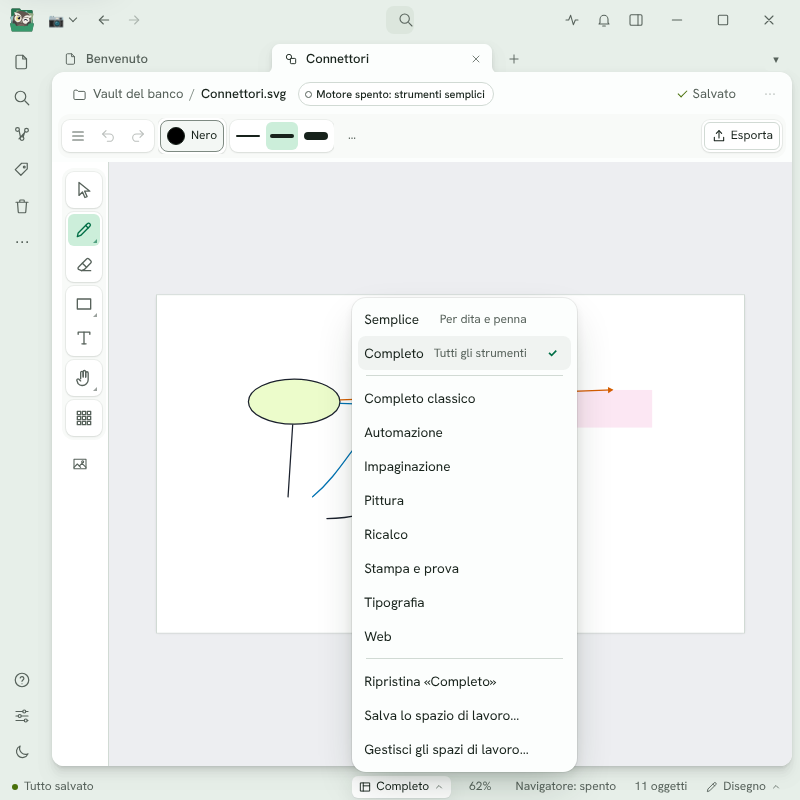 Benvenuto
Connettori
Vault del banco / Connettori.svg
Motore spento: strumenti semplici
Salvato
Nero
...
Esporta
Semplice Per dita e penna
Completo Tutti gli strumenti
Completo classico
Automazione
Impaginazione
Pittura
Ricalco
Stampa e prova
Tipografia
Web
Ripristina «Completo»
Salva lo spazio di lavoro...
Gestisci gli spazi di lavoro...
Tutto salvato
Completo
62%
Navigatore: spento
11 oggetti
Disegno